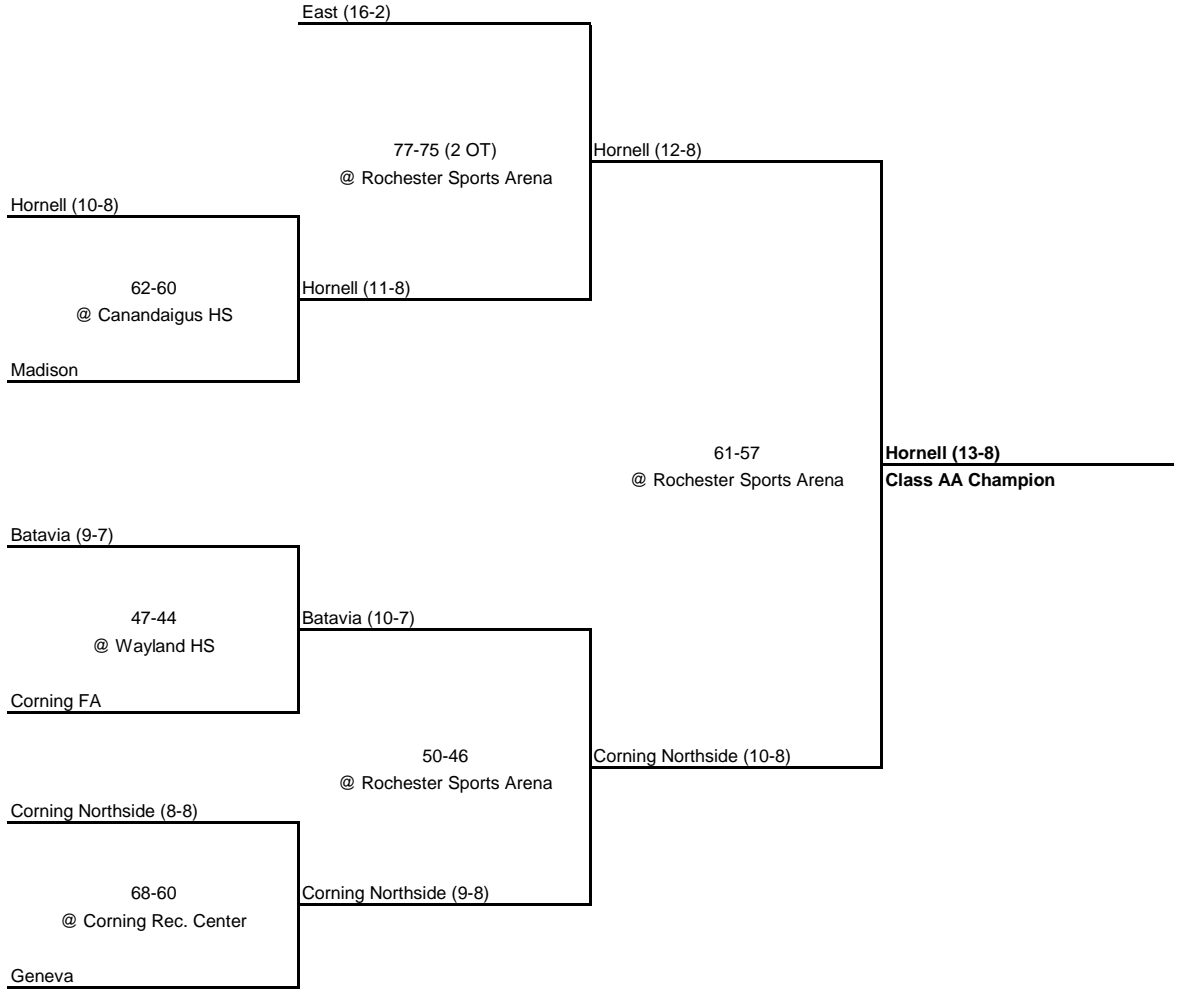 East (16-2)
77-75 (2 OT)
@ Rochester Sports Arena
Hornell (12-8)
Hornell (10-8)
62-60
@ Canandaigus HS
Hornell (11-8)
Madison
61-57
@ Rochester Sports Arena
Hornell (13-8)
Class AA Champion
Batavia (9-7)
47-44
@ Wayland HS
Batavia (10-7)
Corning FA
50-46
@ Rochester Sports Arena
Corning Northside (10-8)
Corning Northside (8-8)
68-60
@ Corning Rec. Center
Corning Northside (9-8)
Geneva